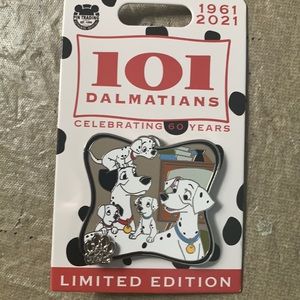 PIN TRADING
1961
2021
101
DALMATIANS
CELEBRATING 60 YEARS
LIMITED EDITION